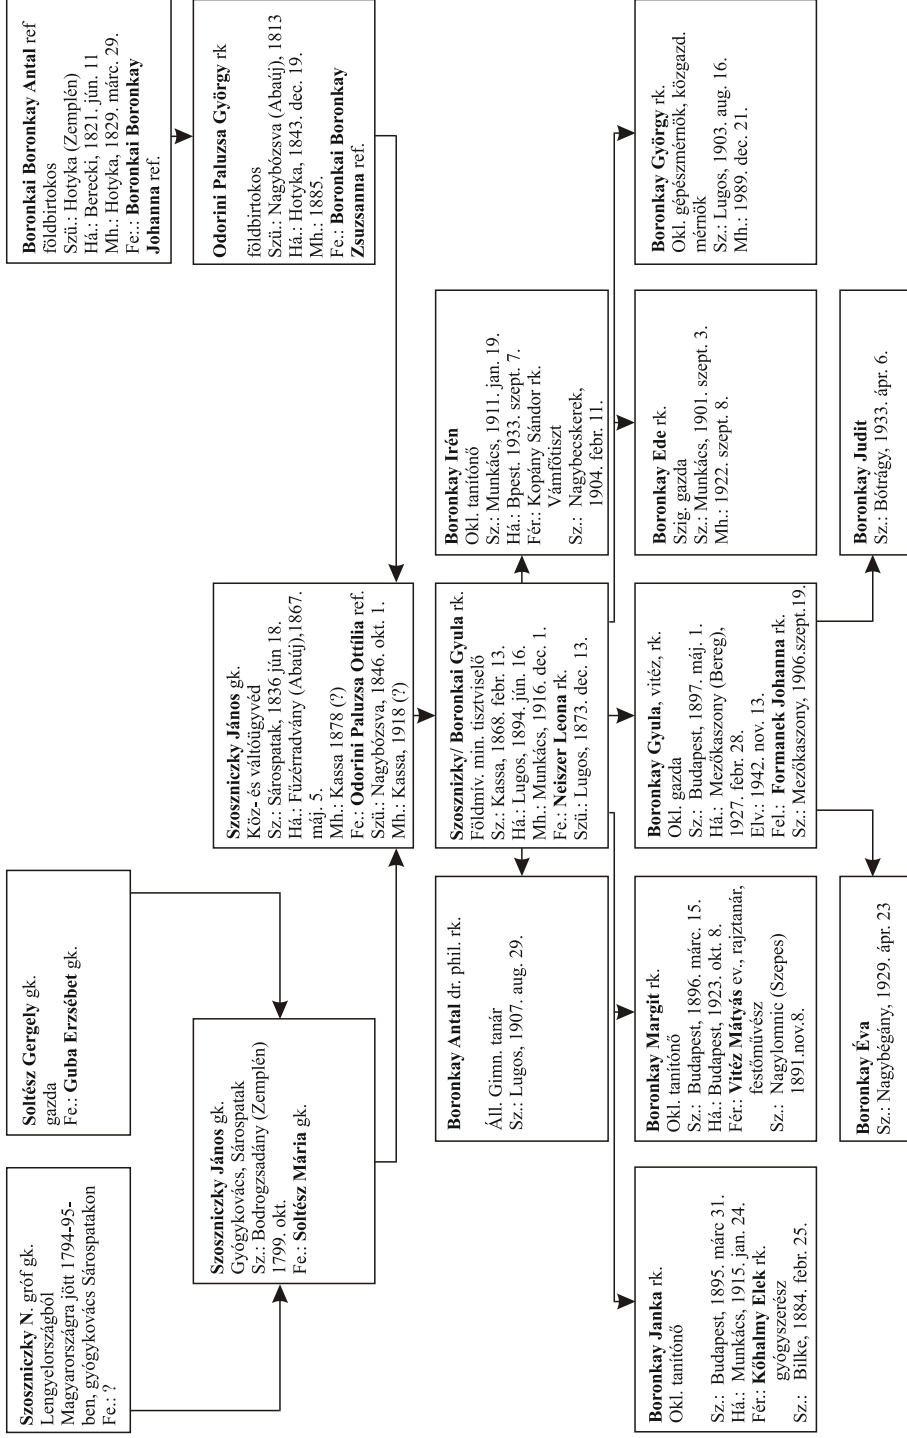 Szoszniczky N. gróf gk.
Lengyelországból
Magyarországra jött 1794-95-
ben, gyógykovács Sárospatakon
Fe.: ?
Soltész Gergely gk.
gazda
Fe.: Guba Erzsébet gk.
Boronkai Boronkay Antal ref
földbirtokos
Szü.: Hotyka (Zemplén)
Há.: Berecki, 1821. jún. 11
Mh.: Hotyka, 1829. márc. 29.
Fe.:: Boronkai Boronkay
Johanna ref.
Szoszniczky János gk.
Gyógykovács, Sárospatak
Sz.: Bodrogzsadány (Zemplén)
1799. okt.
Fe.: Soltész Mária gk.
Odorini Paluzsa György rk
földbirtokos
Szü.: Nagybózsva (Abaúj), 1813
Há.: Hotyka, 1843. dec. 19.
Mh.: 1885.
Fe.: Boronkai Boronkay
Zsuzsanna ref.
Szoszniczky János gk.
Köz- és váltóügyvéd
Sz.: Sárospatak, 1836 jún 18.
Há.: Fűzérradvány (Abaúj),1867.
máj. 5.
Mh.: Kassa 1878 (?)
Fe.: Odorini Paluzsa Ottília ref.
Szü.: Nagybózsva, 1846. okt. 1.
Mh.: Kassa, 1918 (?)
Boronkay Antal dr. phil. rk.
Áll. Gimn. tanár
Sz.: Lugos, 1907. aug. 29.
Szosznizky/ Boronkai Gyula rk.
Földmív. min. tisztviselő
Sz.: Kassa, 1868. febr. 13.
Há.: Lugos, 1894. jún. 16.
Mh.: Munkács, 1916. dec. 1.
Fe.: Neiszer Leona rk.
Szü.: Lugos, 1873. dec. 13.
Boronkay Irén
Okl. tanítónő
Sz.: Munkács, 1911. jan. 19.
Há.: Bpest. 1933. szept. 7.
Fér.: Kopány Sándor rk.
Vámfőtiszt
Sz.: Nagybecskerek,
1904. febr. 11.
Boronkay Janka rk.
Okl. tanítónő
Sz.: Budapest, 1895. márc 31.
Há.: Munkács, 1915. jan. 24.
Fér.: Kőhalmy Elek rk.
gyógyszerész
Sz.: Bilke, 1884. febr. 25.
Boronkay Margit rk.
Okl. tanítónő
Sz.: Budapest, 1896. márc. 15.
Há.: Budapest, 1923. okt. 8.
Fér.: Vitéz Mátyás ev., rajztanár,
festőművész
Sz.: Nagylomnic (Szepes)
1891.nov.8.
Boronkay Gyula, vitéz, rk.
Okl. gazda
Sz.: Budapest, 1897. máj. 1.
Há.: Mezőkaszony (Bereg),
1927. febr. 28.
Elv.: 1942. nov. 13.
Fel.: Formanek Johanna rk.
Sz.: Mezőkaszony, 1906.szept.19.
Boronkay Ede rk.
Szig. gazda
Sz.: Munkács, 1901. szept. 3.
Mh.: 1922. szept. 8.
Boronkay György rk.
Okl. gépészmérnök, közgazd.
mérnök
Sz.: Lugos, 1903. aug. 16.
Mh.: 1989. dec. 21.
Boronkay Éva
Sz.: Nagybégány, 1929. ápr. 23
Boronkay Judit
Sz.: Bótrágy, 1933. ápr. 6.